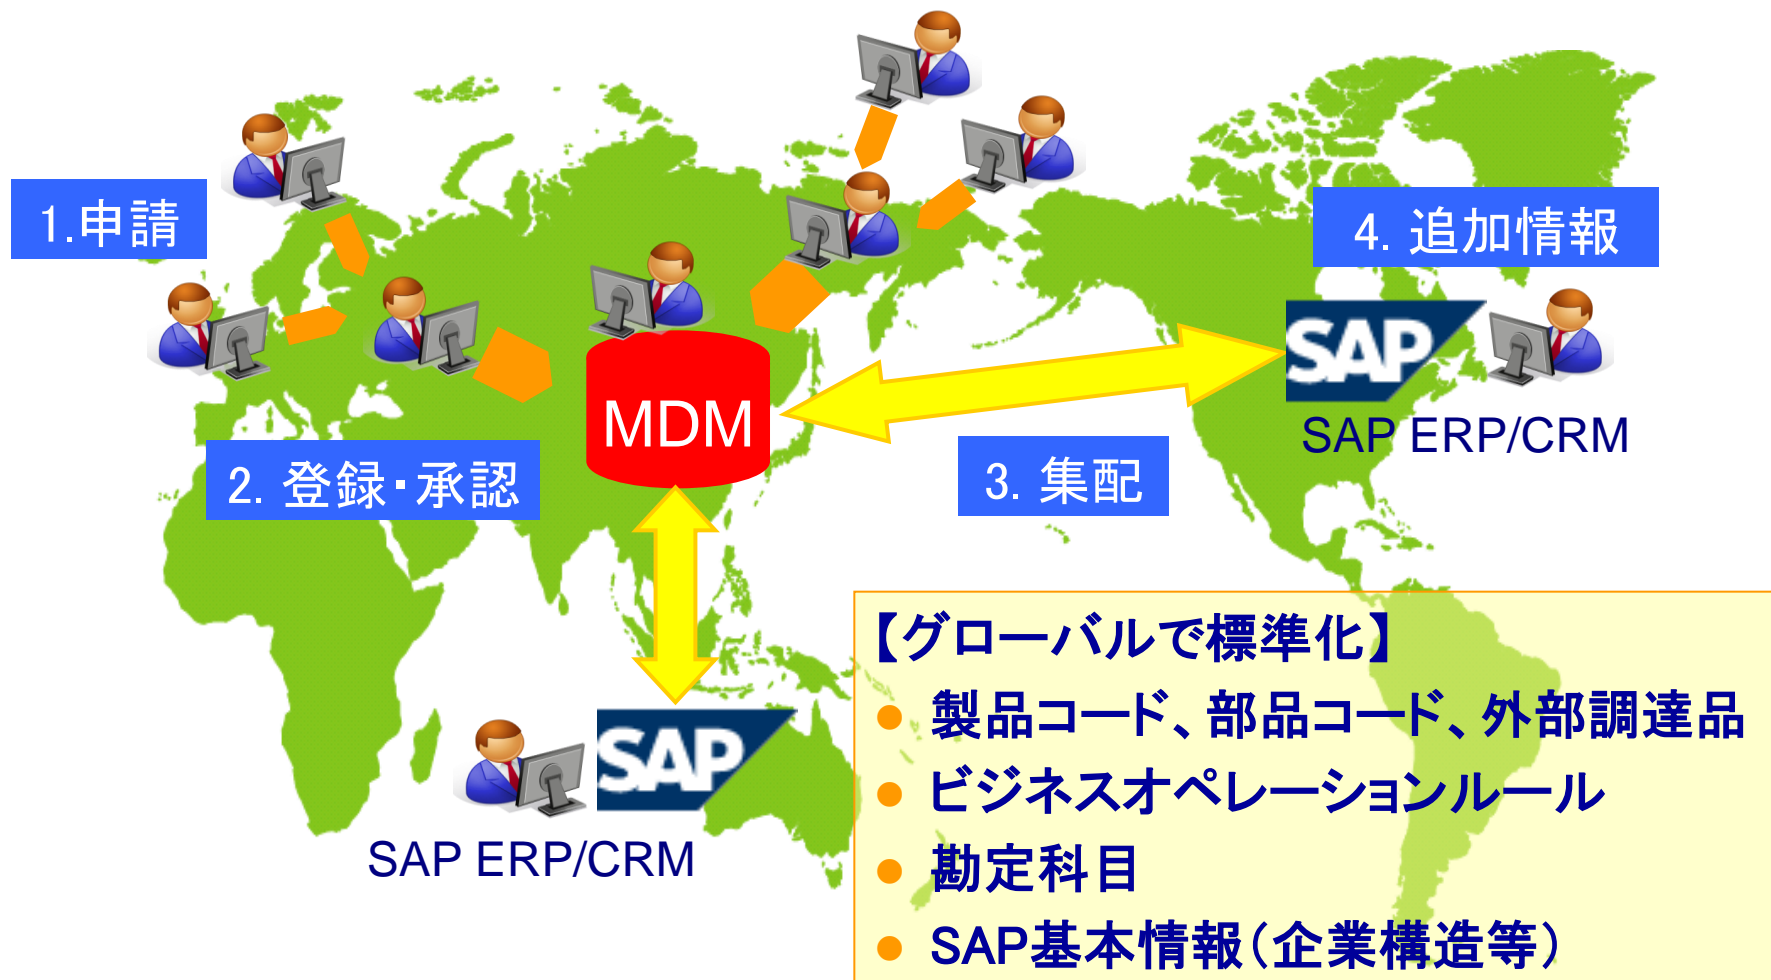 1.申請
4. 追加情報
SAP
SAP ERP/CRM
MDM
2. 登録・承認
3. 集配
SAP
SAP ERP/CRM
【グローバルで標準化】
● 製品コード、部品コード、外部調達品
● ビジネスオペレーションルール
● 勘定科目
● SAP基本情報（企業構造等）